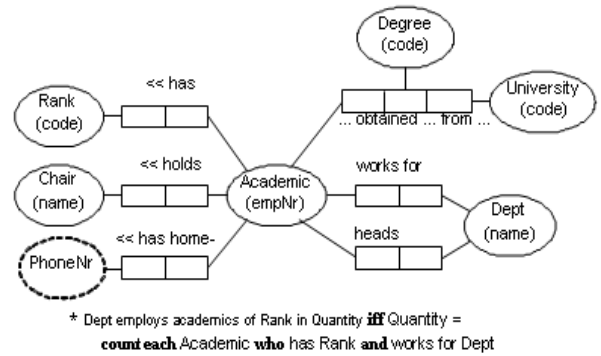 Degree
(code)
<< has
Rank
(code)
University
(code)
... obtained ... from ...
<< holds
works for
Chair
(name)
Academic
(empNr)
Dept
(name)
<< has home-
heads
PhoneNr
* Dept employs academics of Rank in Quantity iff Quantity =
count each Academic who has Rank and works for Dept